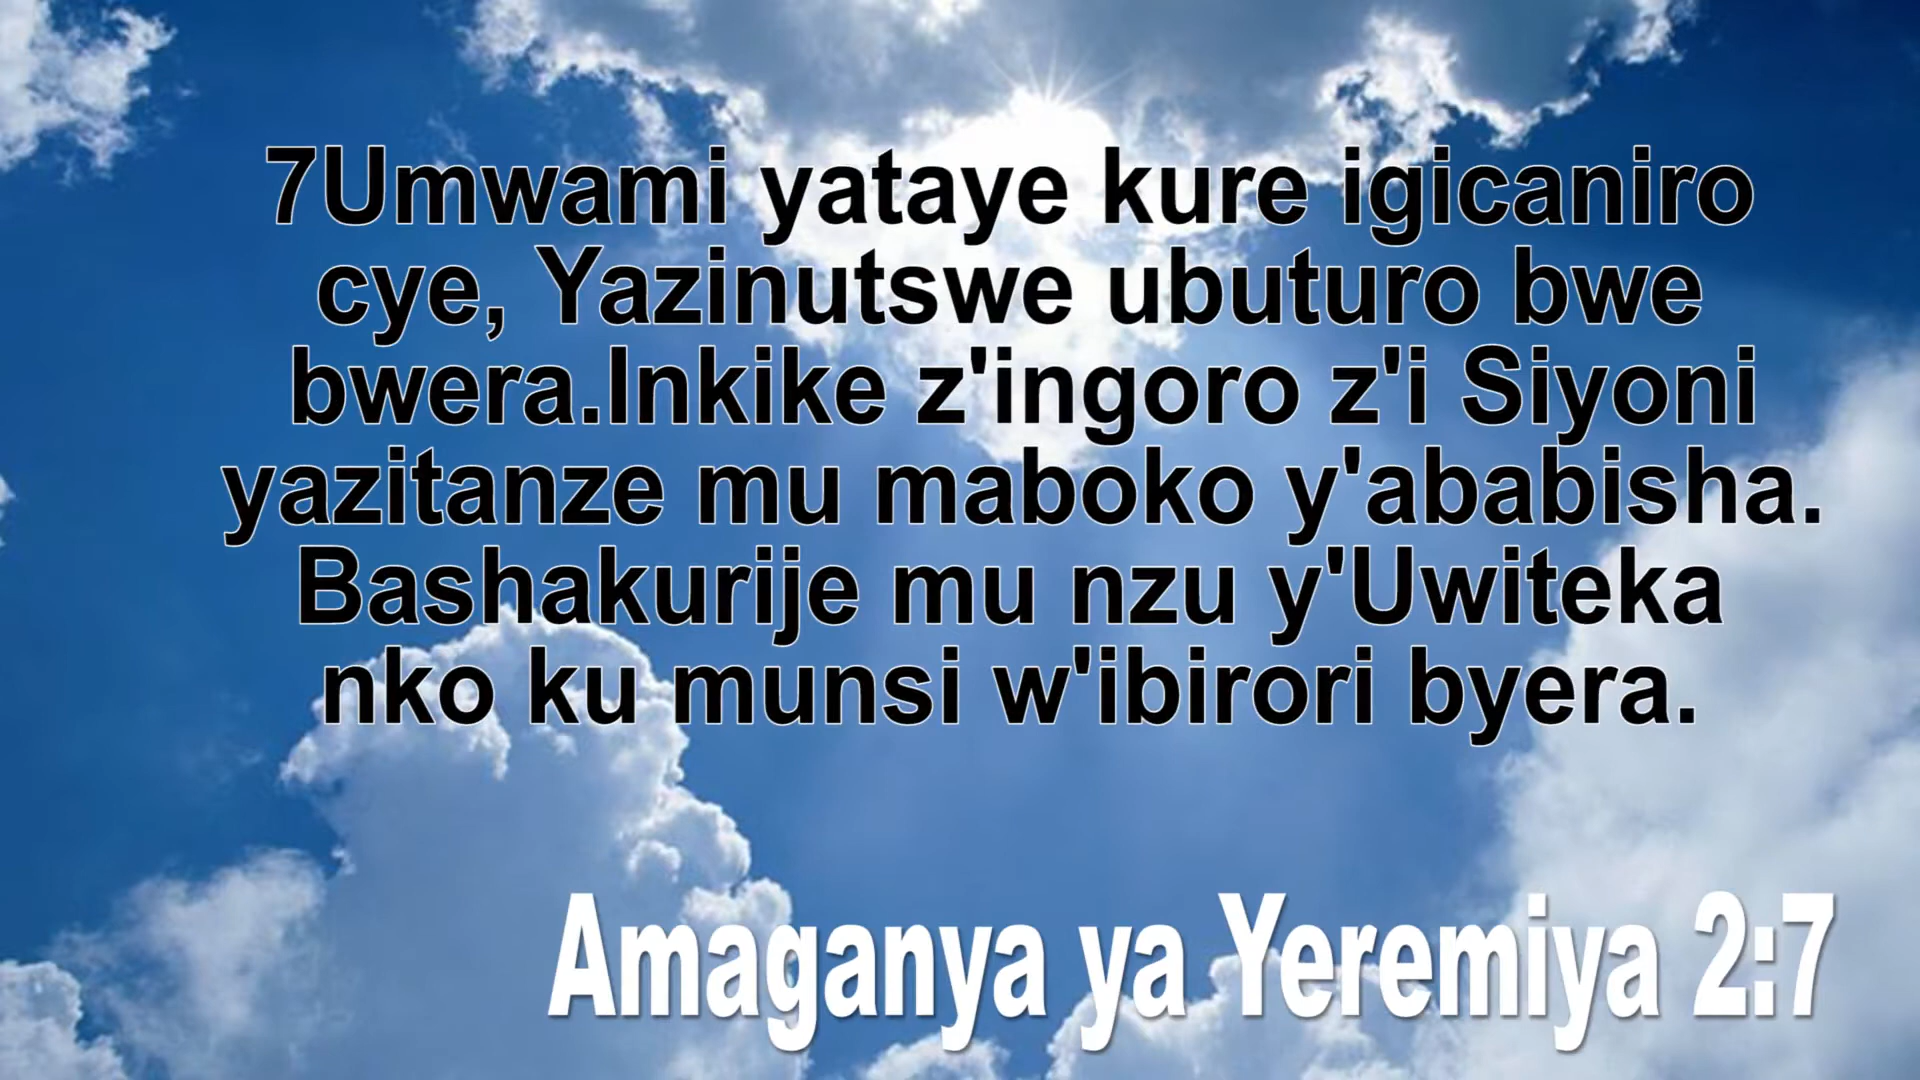 7Umwami yataye kure igicaniro
cye, Yazinutswe ubuturo bwe
bwera.Inkike z'ingoro z'i Siyoni
yazitanze mu maboko y'ababisha.
Bashakurije mu nzu y'Uwiteka
nko ku munsi w'ibirori byera.
Amaganya ya Yeremiya 2:7